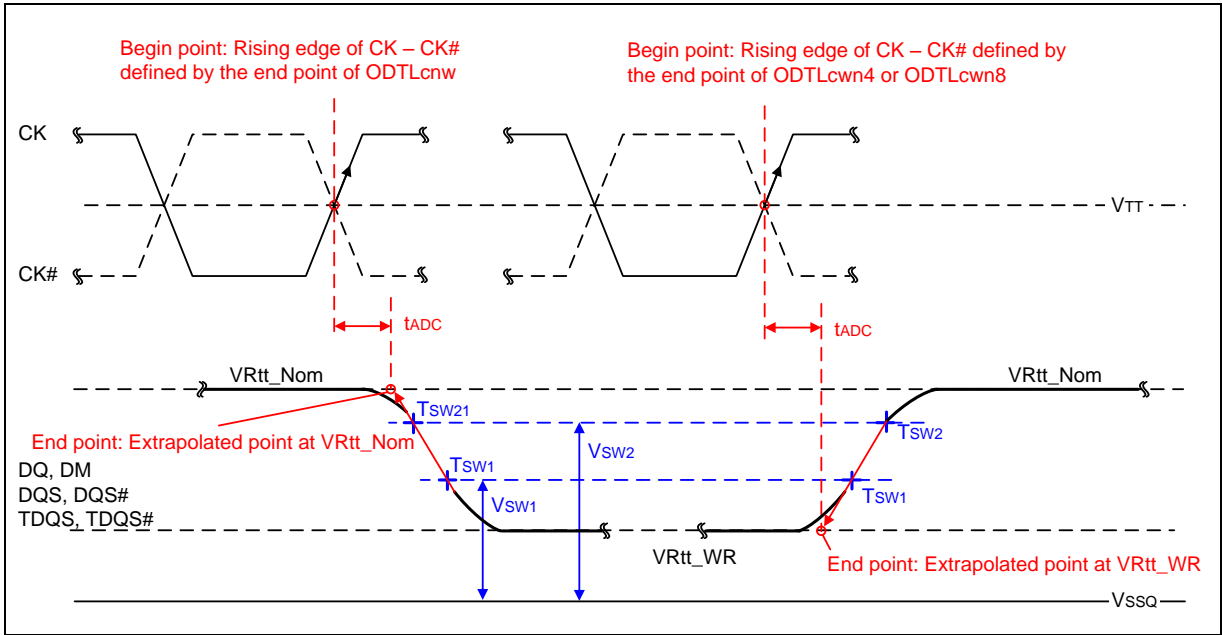 Begin point: Rising edge of CK – CK#
defined by the end point of ODTLcnw
Begin point: Rising edge of CK – CK# defined by
the end point of ODTLcwn4 or ODTLcwn8
CK
VTT
CK#
tADC
tADC
VRtt_Nom
VRtt_Nom
TSW21
End point: Extrapolated point at VRtt_Nom
VSW2
TSW2
DQ, DM
DQS, DQS#
TDQS, TDQS#
TSW1
VSW1
TSW1
VRtt_WR
End point: Extrapolated point at VRtt_WR
VSSQ